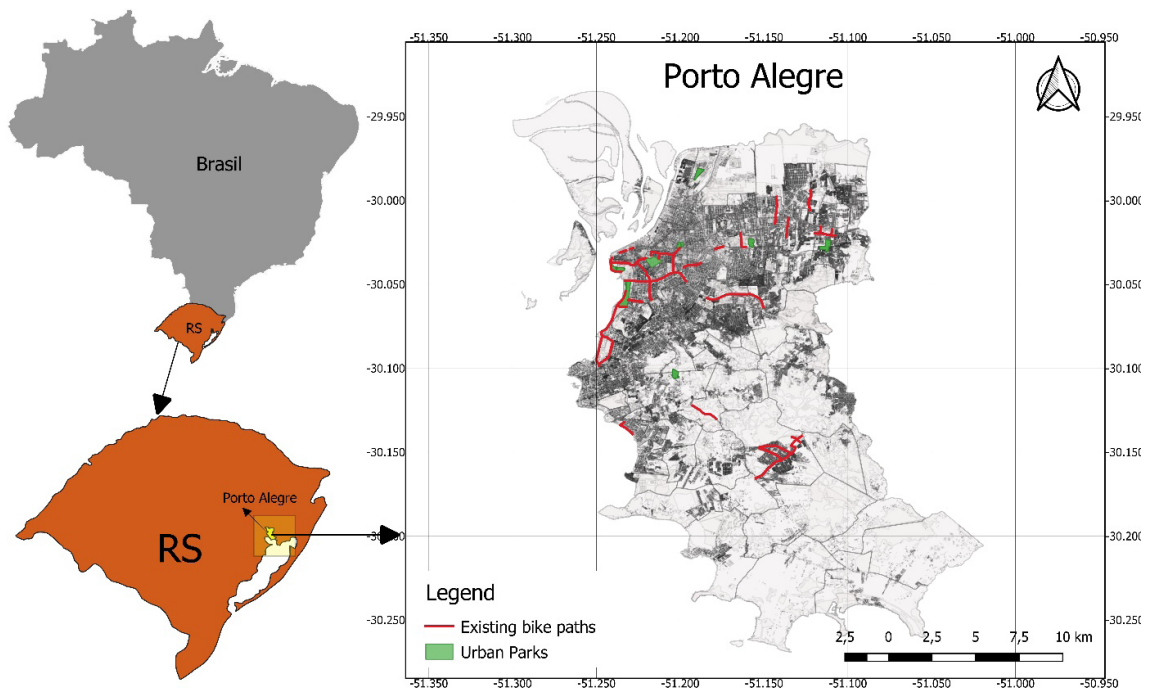 Brasil
RS
Porto Alegre
RS
-51.350 -51.300 -51.250 -51.200 -51.150 -51.100 -51.050 -51.000 -50.950
Porto Alegre
-29.950 -29.950
-30.000 -30.000
-30.050 -30.050
-30.100 -30.100
-30.150 -30.150
-30.200 -30.200
-30.250 -30.250
Legend
Existing bike paths
Urban Parks
2,5 0 2,5 5 7,5 10 km
-51.350 -51.300 -51.250 -51.200 -51.150 -51.100 -51.050 -51.000 -50.950